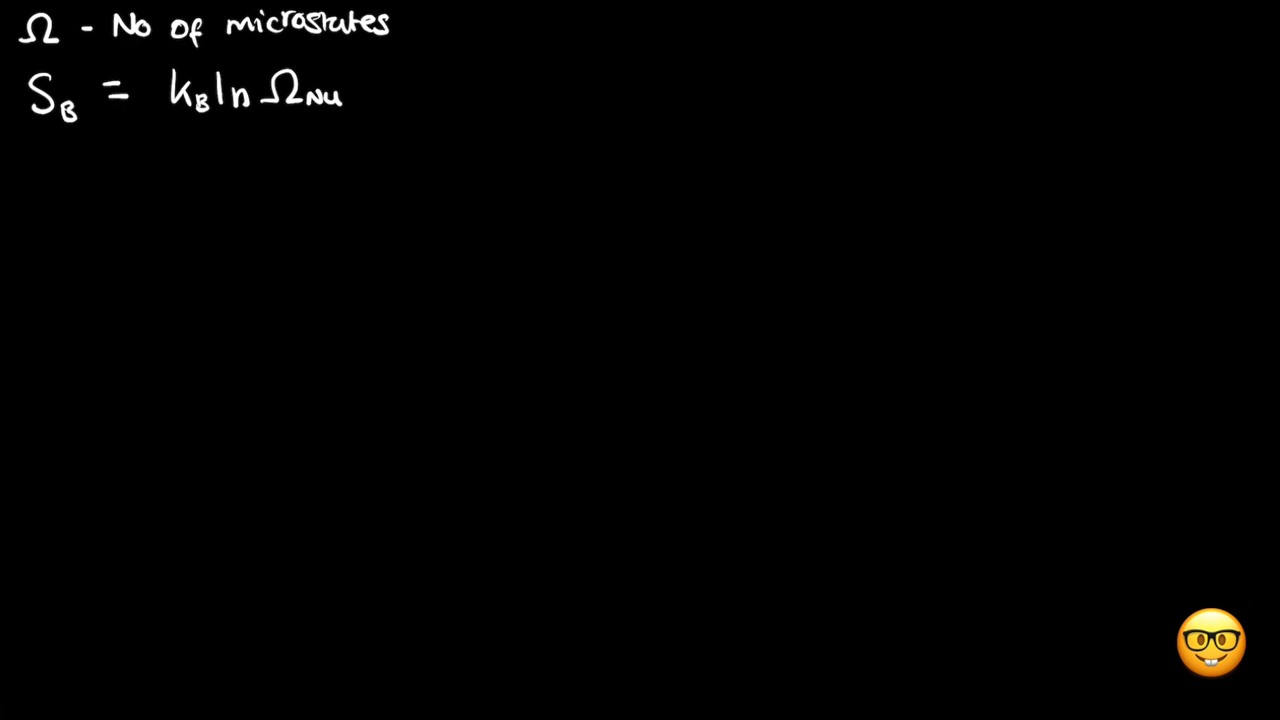 Ω - No of microstates
S_B = k_B ln Ω_Nu